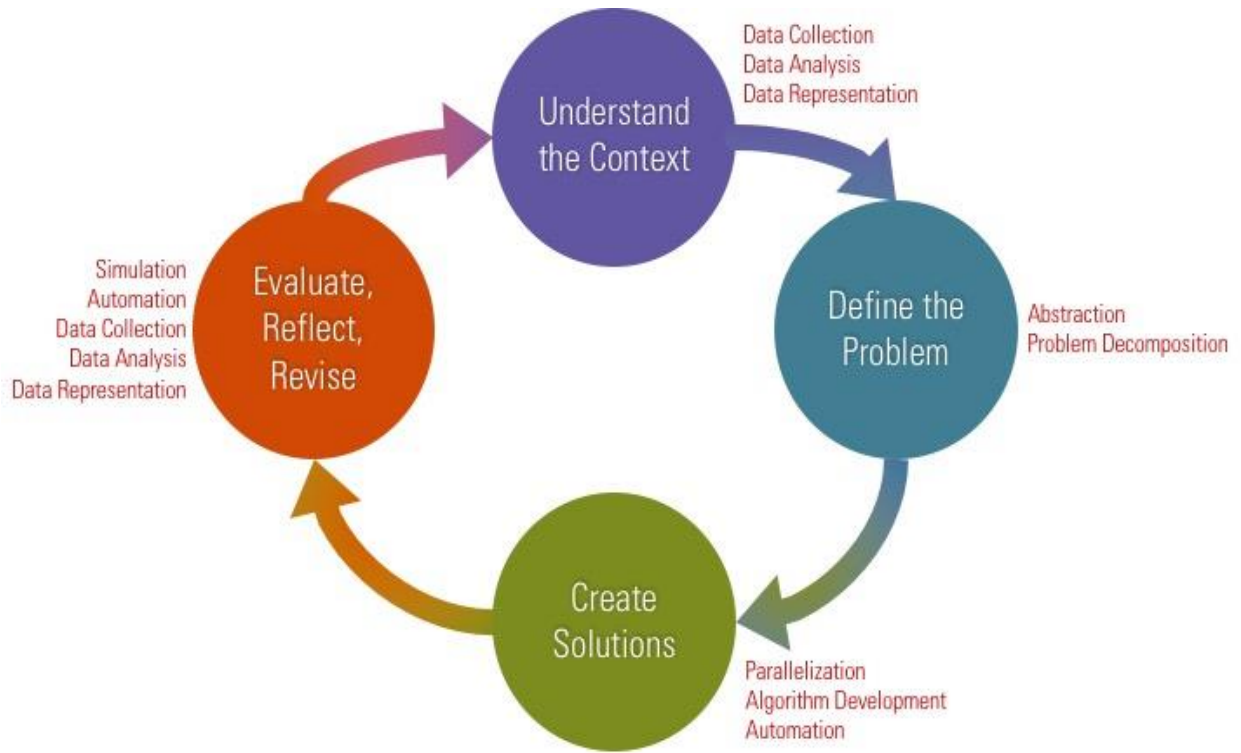 Understand
the Context
Data Collection
Data Analysis
Data Representation
Define the
Problem
Abstraction
Problem Decomposition
Create
Solutions
Parallelization
Algorithm Development
Automation
Evaluate,
Reflect,
Revise
Simulation
Automation
Data Collection
Data Analysis
Data Representation